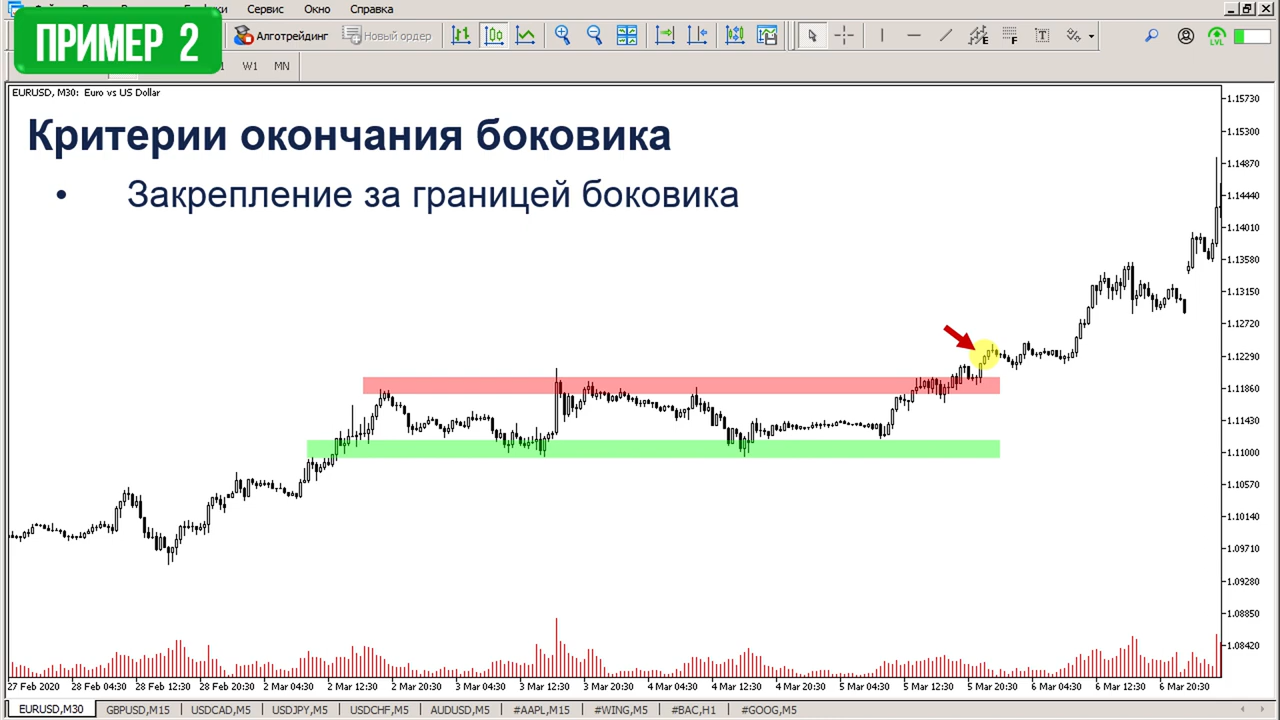 Сервис Окно Справка
ПРИМЕР 2
Алготрейдинг Новый ордер
W1 MN
EURUSD, M30: Euro vs US Dollar
Критерии окончания боковика
• Закрепление за границей боковика
1.15730
1.15300
1.14870
1.14440
1.14010
1.13580
1.13150
1.12720
1.12290
1.11860
1.11430
1.11000
1.10570
1.10140
1.09710
1.09280
1.08850
1.08420
27 Feb 2020 28 Feb 04:30 28 Feb 12:30 28 Feb 20:30 2 Mar 04:30 2 Mar 12:30 2 Mar 20:30 3 Mar 04:30 3 Mar 12:30 3 Mar 20:30 4 Mar 04:30 4 Mar 12:30 4 Mar 20:30 5 Mar 04:30 5 Mar 12:30 5 Mar 20:30 6 Mar 04:30 6 Mar 12:30 6 Mar 20:30
EURUSD,M30 GBPUSD,M15 USDCAD,M5 USDJPY,M5 USDCHF,M5 AUDUSD,M5 #AAPL,M15 #WING,M5 #BAC,H1 #GOOG,M5